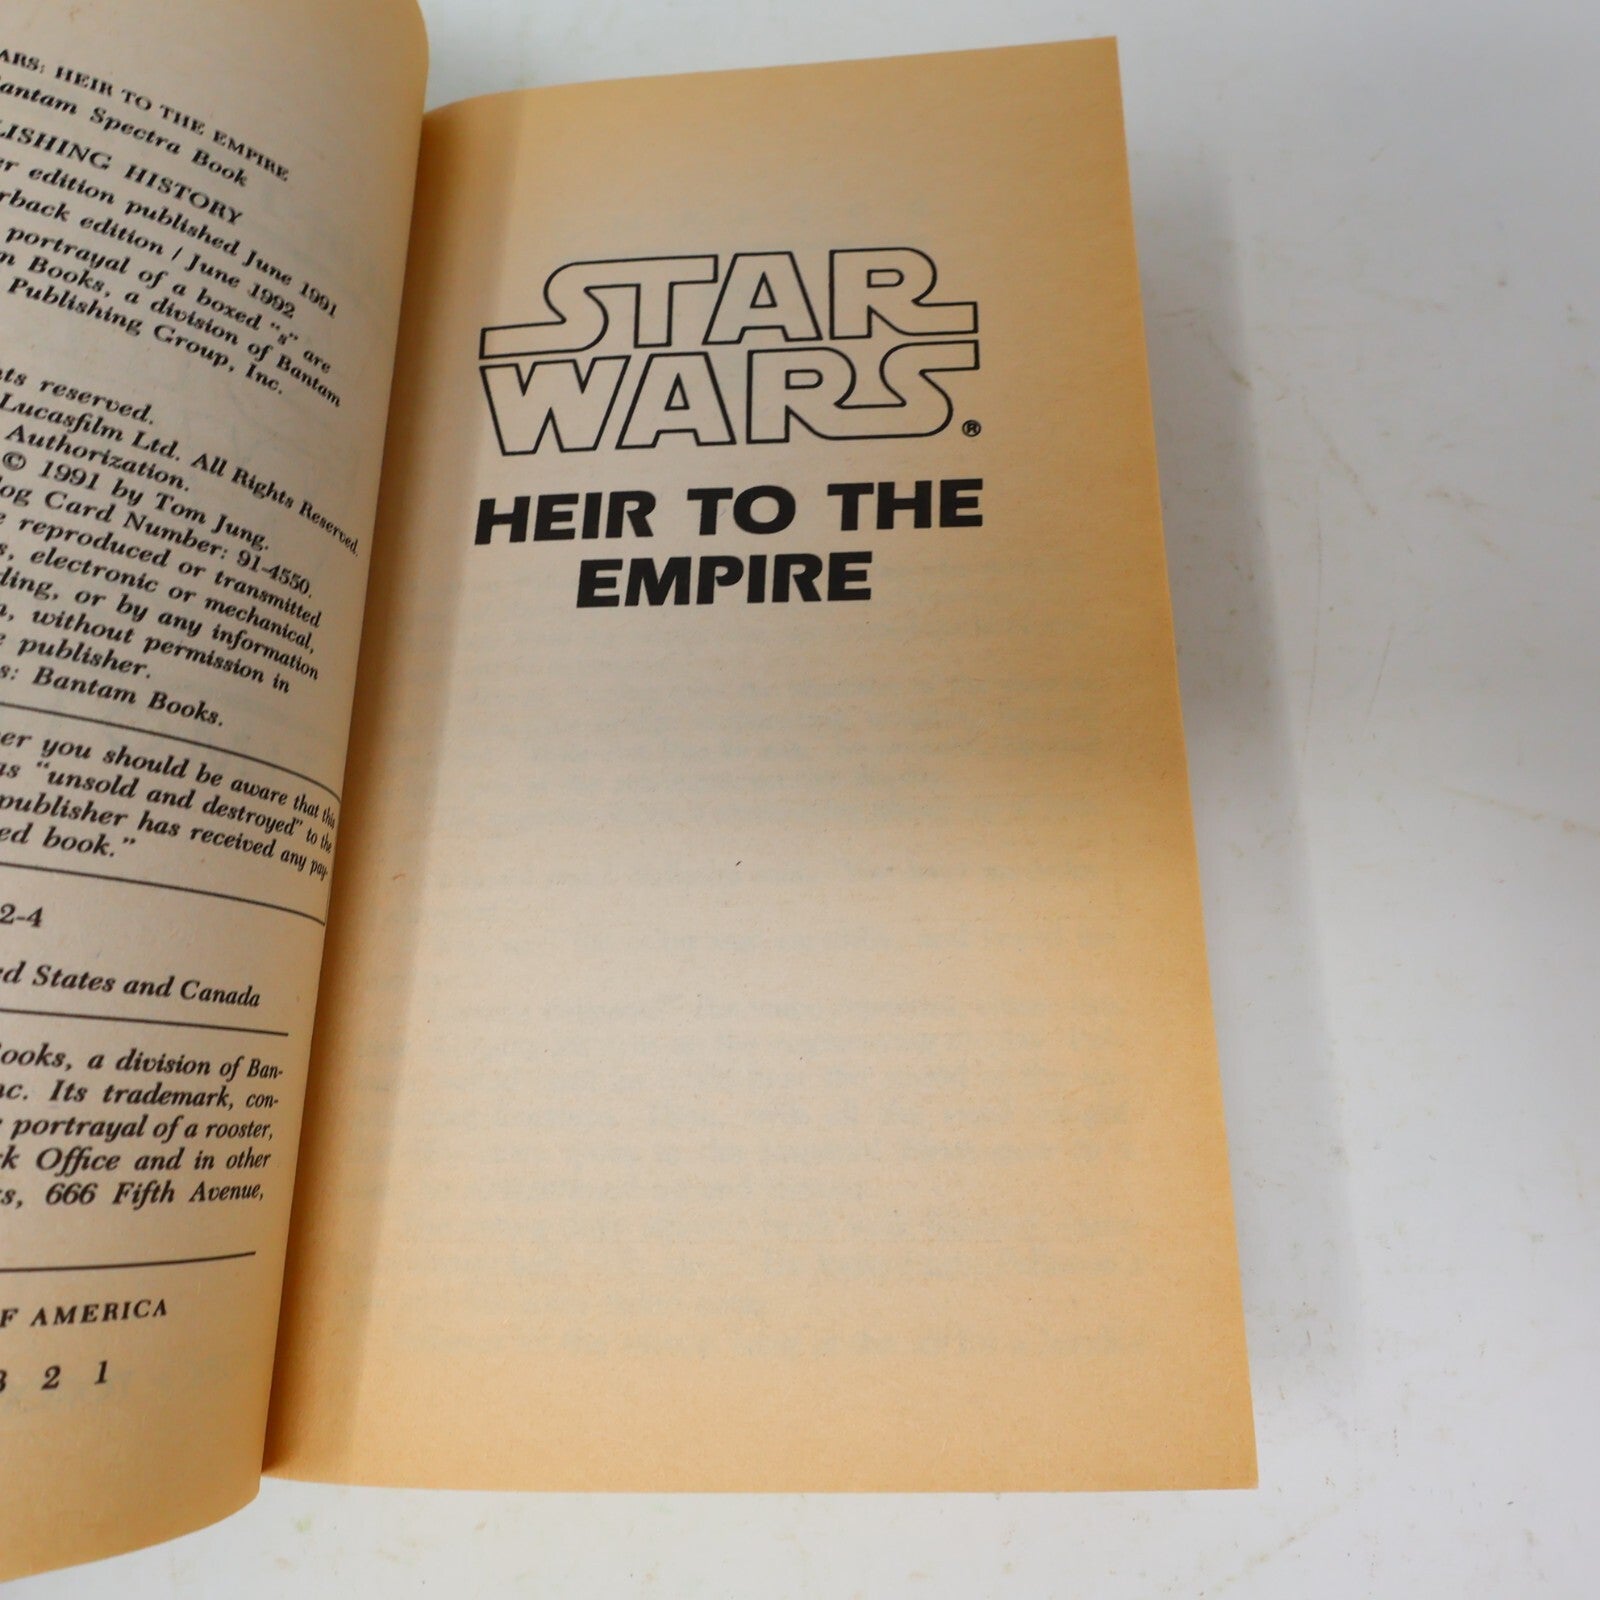 ARS: HEIR TO THE EMPIRE
antam Spectra Book
LISHING HISTORY
er edition published June 1991
rback edition / June 1992
portrayal of a boxed "s" are
m Books, a division of Bantam
Publishing Group, Inc.
ts reserved.
Lucasfilm Ltd. All Rights Reserved.
Authorization.
© 1991 by Tom Jung.
log Card Number: 91-4550.
e reproduced or transmitted
s, electronic or mechanical,
ding, or by any information
n, without permission in
e publisher.
s: Bantam Books.
er you should be aware that this
as "unsold and destroyed" to the
publisher has received any pay-
ed book."
2-4
ed States and Canada
Books, a division of Ban-
nc. Its trademark, con-
portrayal of a rooster,
k Office and in other
s, 666 Fifth Avenue,
F AMERICA
3 2 1
STAR
WARS®
HEIR TO THE
EMPIRE